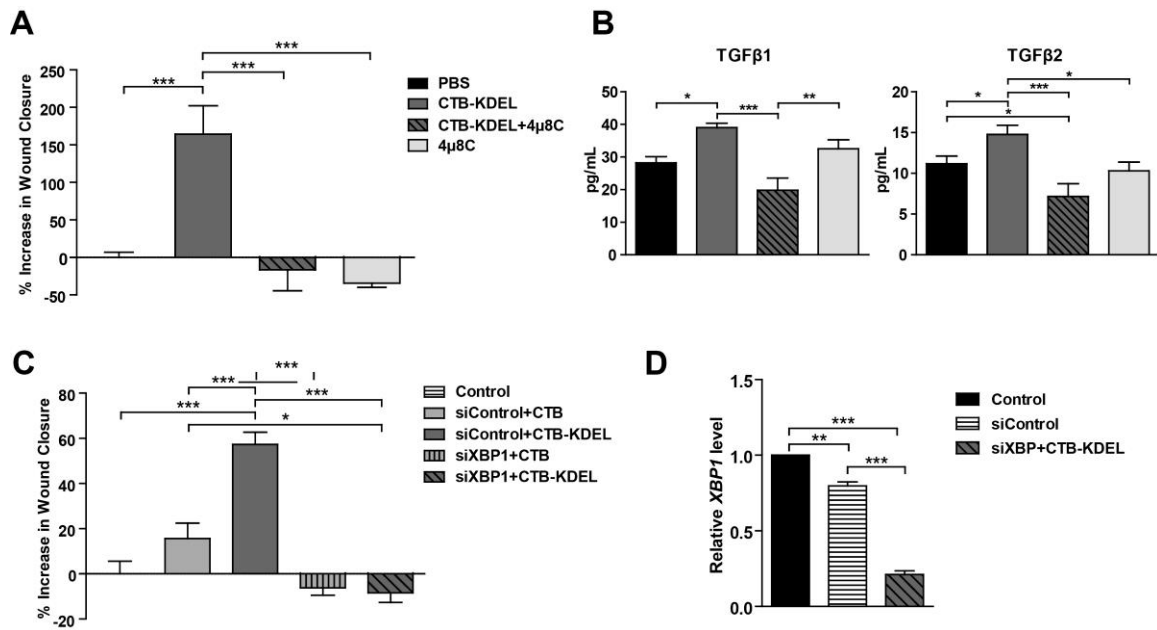 A
% Increase in Wound Closure
250
200
150
100
50
0
-50
***
***
***
PBS
CTB-KDEL
CTB-KDEL+4µ8C
4µ8C
B
TGFβ1
pg/mL
50
40
30
20
10
0
*
***
**
TGFβ2
pg/mL
20
15
10
5
0
*
*
***
*
C
% Increase in Wound Closure
80
60
40
20
0
-20
***
***
***
***
*
Control
siControl+CTB
siControl+CTB-KDEL
siXBP1+CTB
siXBP1+CTB-KDEL
D
Relative XBP1 level
1.5
1.0
0.5
0.0
***
**
***
Control
siControl
siXBP+CTB-KDEL